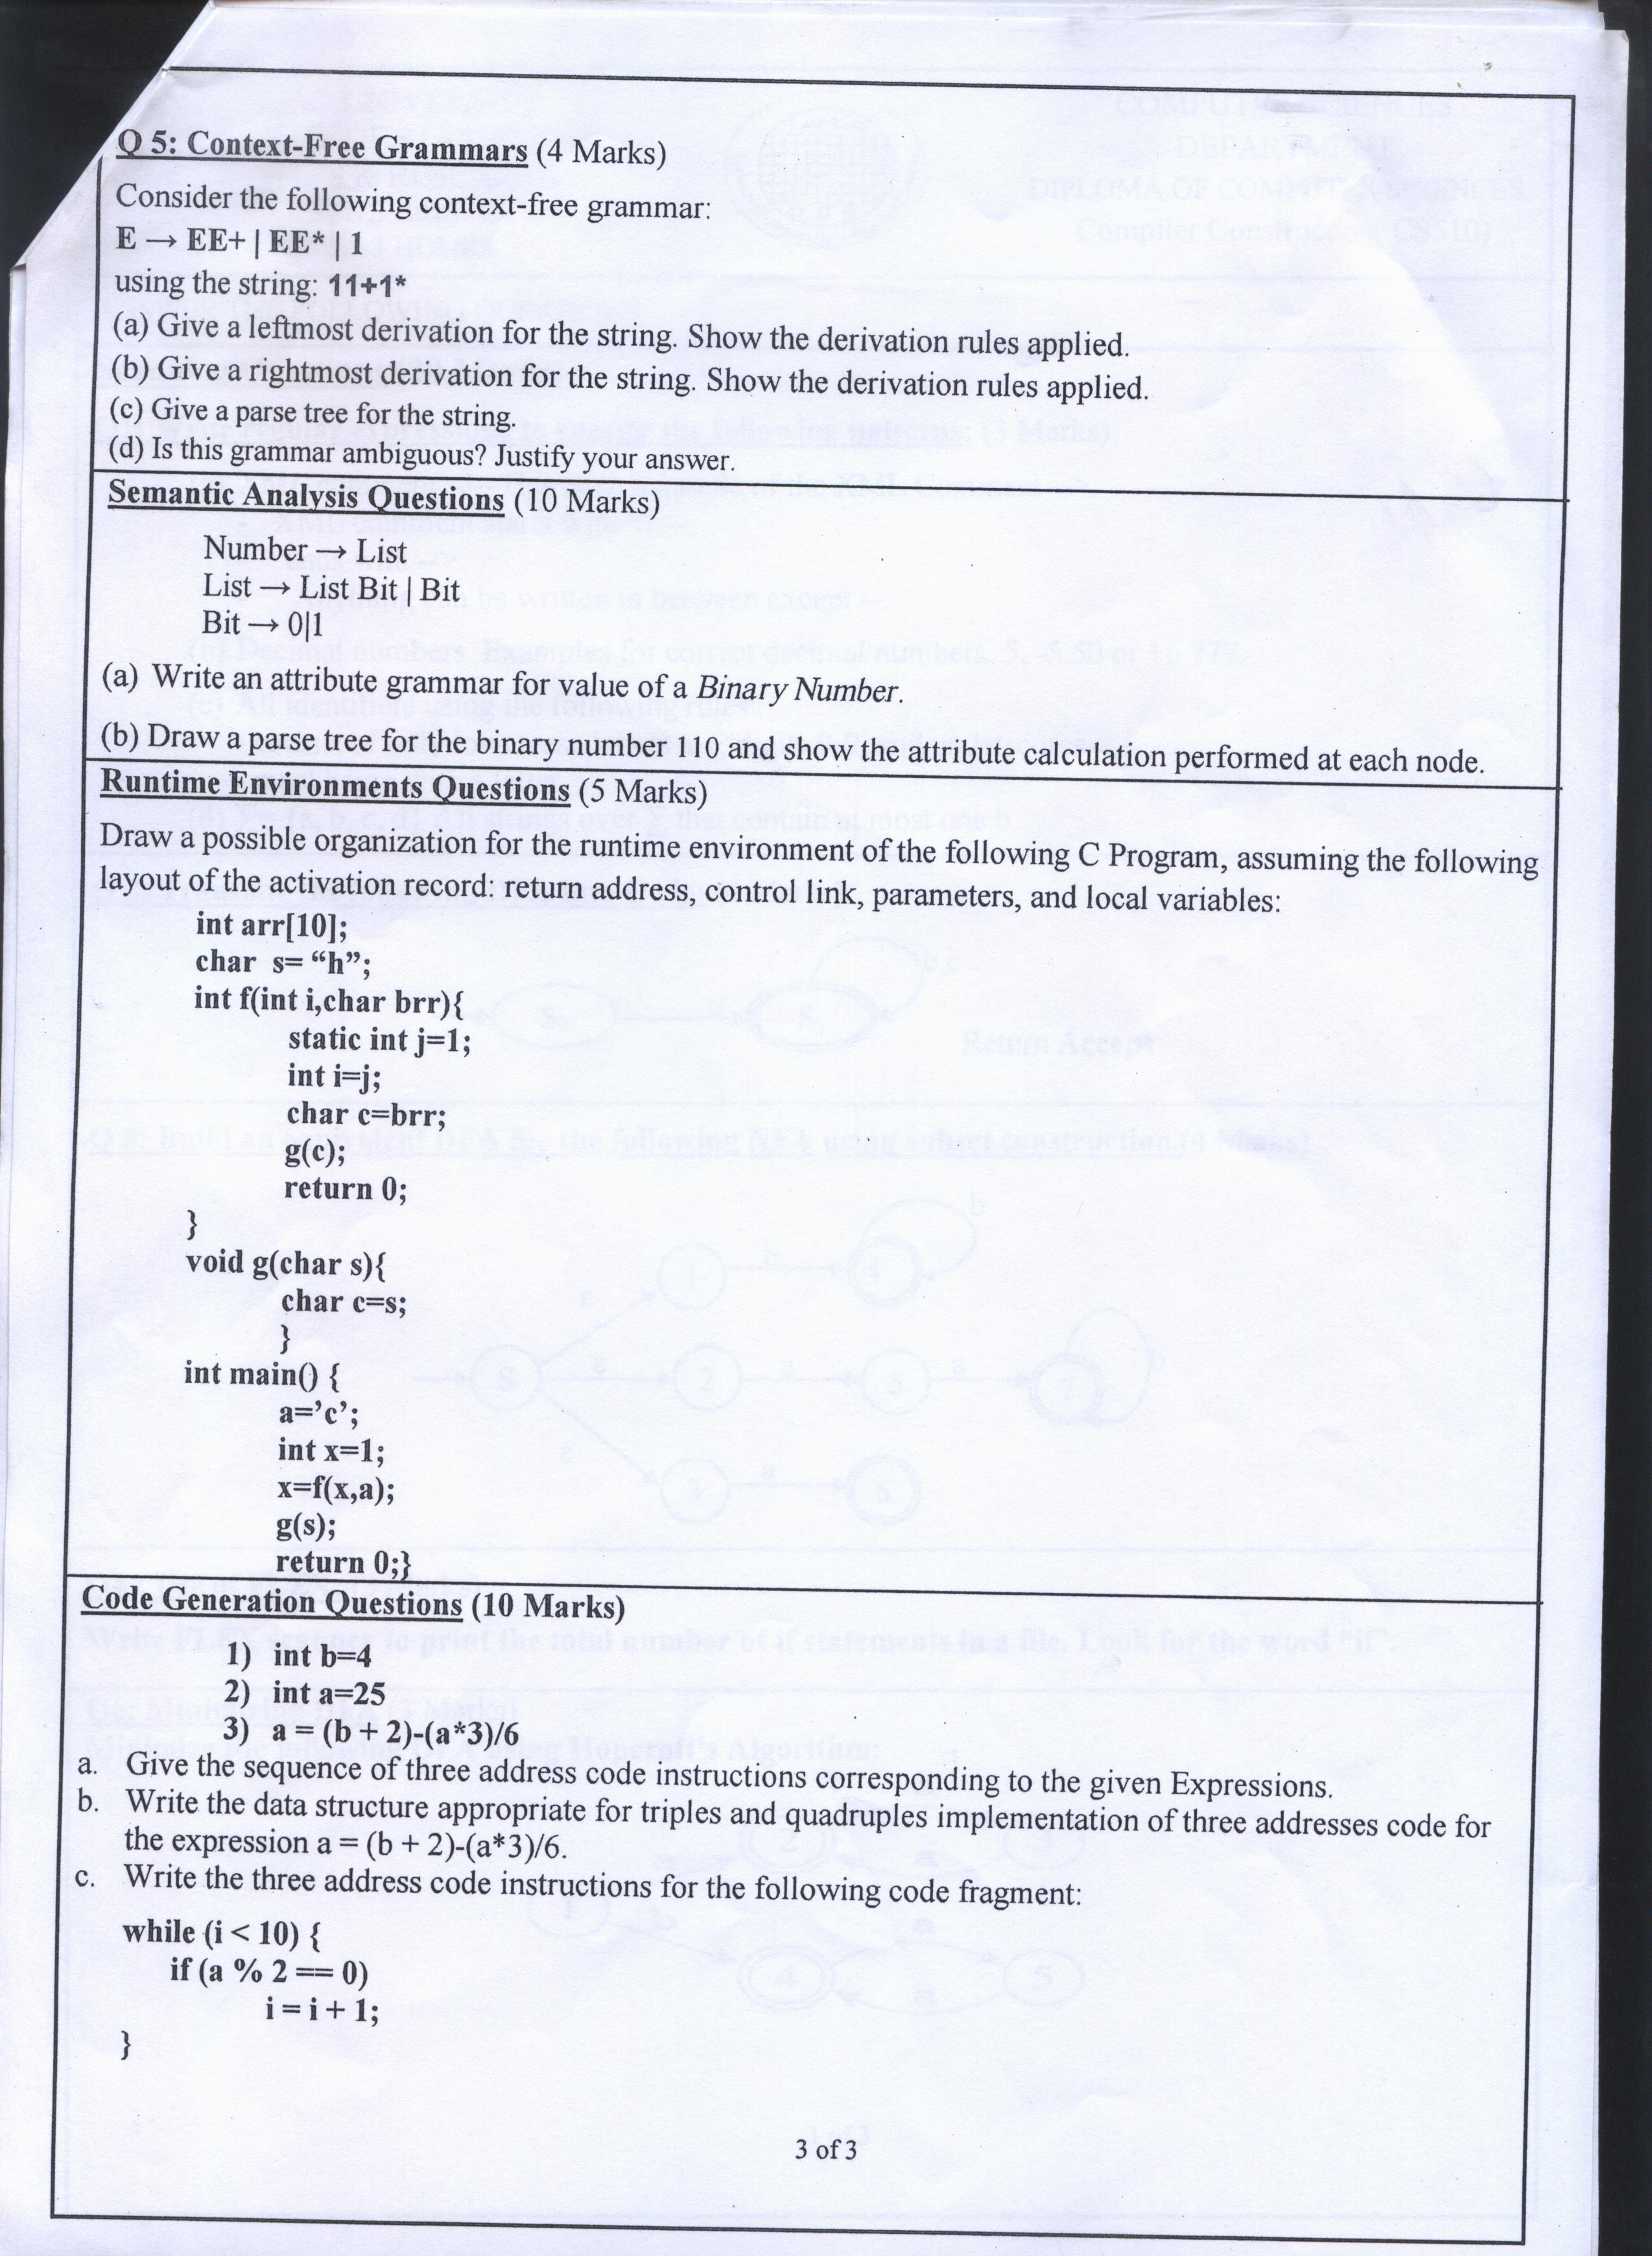 Q 5: Context-Free Grammars (4 Marks)
Consider the following context-free grammar:
E → EE+ | EE* | 1
using the string: 11+1*
(a) Give a leftmost derivation for the string. Show the derivation rules applied.
(b) Give a rightmost derivation for the string. Show the derivation rules applied.
(c) Give a parse tree for the string.
(d) Is this grammar ambiguous? Justify your answer.
Semantic Analysis Questions (10 Marks)
Number → List
List → List Bit | Bit
Bit → 0|1
(a) Write an attribute grammar for value of a Binary Number.
(b) Draw a parse tree for the binary number 110 and show the attribute calculation performed at each node.
Runtime Environments Questions (5 Marks)
Draw a possible organization for the runtime environment of the following C Program, assuming the following
layout of the activation record: return address, control link, parameters, and local variables:
int arr[10];
char s= “h”;
int f(int i,char brr){
static int j=1;
int i=j;
char c=brr;
g(c);
return 0;
}
void g(char s){
char c=s;
}
int main() {
a=’c’;
int x=1;
x=f(x,a);
g(s);
return 0;}
Code Generation Questions (10 Marks)
1) int b=4
2) int a=25
3) a = (b + 2)-(a*3)/6
a. Give the sequence of three address code instructions corresponding to the given Expressions.
b. Write the data structure appropriate for triples and quadruples implementation of three addresses code for
the expression a = (b + 2)-(a*3)/6.
c. Write the three address code instructions for the following code fragment:
while (i < 10) {
if (a % 2 == 0)
i = i + 1;
}
3 of 3